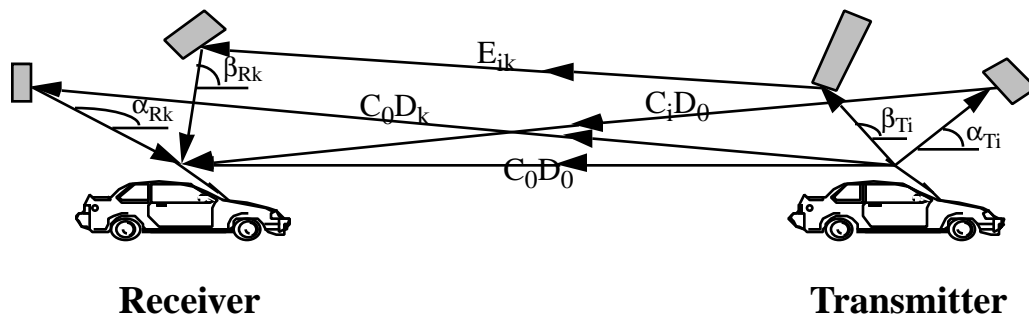 E_ik
β_Rk
α_Rk
C_0D_k
C_iD_0
β_Ti
α_Ti
C_0D_0
Receiver
Transmitter